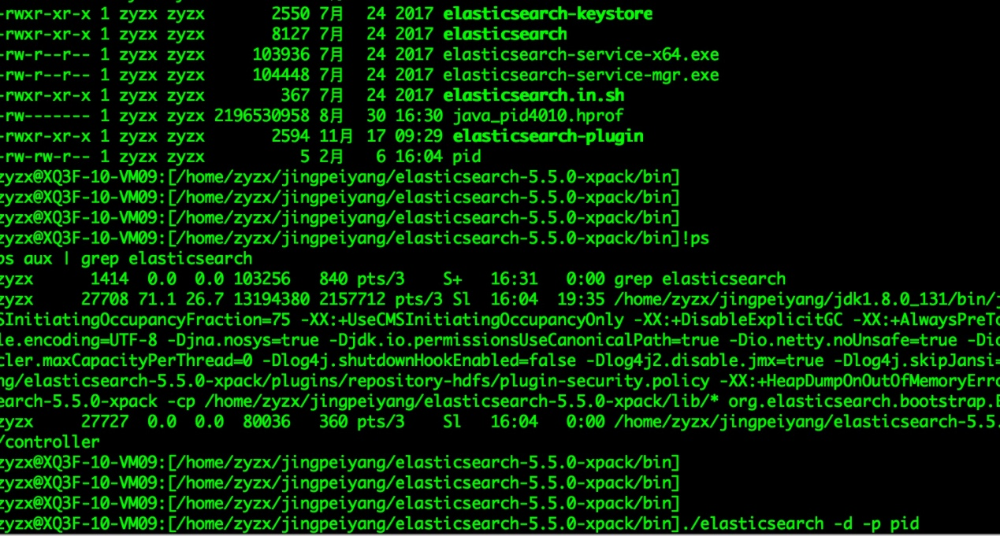 -rwxr-xr-x 1 zyzx zyzx 2550 7月 24 2017 elasticsearch-keystore
-rwxr-xr-x 1 zyzx zyzx 8127 7月 24 2017 elasticsearch
-rw-r--r-- 1 zyzx zyzx 103936 7月 24 2017 elasticsearch-service-x64.exe
-rw-r--r-- 1 zyzx zyzx 104448 7月 24 2017 elasticsearch-service-mgr.exe
-rwxr-xr-x 1 zyzx zyzx 367 7月 24 2017 elasticsearch.in.sh
-rw------- 1 zyzx zyzx 2196530958 8月 30 16:30 java_pid4010.hprof
-rwxr-xr-x 1 zyzx zyzx 2594 11月 17 09:29 elasticsearch-plugin
-rw-rw-r-- 1 zyzx zyzx 5 2月 6 16:04 pid
zyzx@XQ3F-10-VM09:[/home/zyzx/jingpeiyang/elasticsearch-5.5.0-xpack/bin]
zyzx@XQ3F-10-VM09:[/home/zyzx/jingpeiyang/elasticsearch-5.5.0-xpack/bin]
zyzx@XQ3F-10-VM09:[/home/zyzx/jingpeiyang/elasticsearch-5.5.0-xpack/bin]
zyzx@XQ3F-10-VM09:[/home/zyzx/jingpeiyang/elasticsearch-5.5.0-xpack/bin]!ps
ps aux | grep elasticsearch
zyzx 1414 0.0 0.0 103256 840 pts/3 S+ 16:31 0:00 grep elasticsearch
zyzx 27708 71.1 26.7 13194380 2157712 pts/3 Sl 16:04 19:35 /home/zyzx/jingpeiyang/jdk1.8.0_131/bin/j
SInitiatingOccupancyFraction=75 -XX:+UseCMSInitiatingOccupancyOnly -XX:+DisableExplicitGC -XX:+AlwaysPreTo
le.encoding=UTF-8 -Djna.nosys=true -Djdk.io.permissionsUseCanonicalPath=true -Dio.netty.noUnsafe=true -Dio
cler.maxCapacityPerThread=0 -Dlog4j.shutdownHookEnabled=false -Dlog4j2.disable.jmx=true -Dlog4j.skipJansi=
ng/elasticsearch-5.5.0-xpack/plugins/repository-hdfs/plugin-security.policy -XX:+HeapDumpOnOutOfMemoryErro
earch-5.5.0-xpack -cp /home/zyzx/jingpeiyang/elasticsearch-5.5.0-xpack/lib/* org.elasticsearch.bootstrap.E
zyzx 27727 0.0 0.0 80036 360 pts/3 Sl 16:04 0:00 /home/zyzx/jingpeiyang/elasticsearch-5.5.
/controller
zyzx@XQ3F-10-VM09:[/home/zyzx/jingpeiyang/elasticsearch-5.5.0-xpack/bin]
zyzx@XQ3F-10-VM09:[/home/zyzx/jingpeiyang/elasticsearch-5.5.0-xpack/bin]
zyzx@XQ3F-10-VM09:[/home/zyzx/jingpeiyang/elasticsearch-5.5.0-xpack/bin]
zyzx@XQ3F-10-VM09:[/home/zyzx/jingpeiyang/elasticsearch-5.5.0-xpack/bin]./elasticsearch -d -p pid